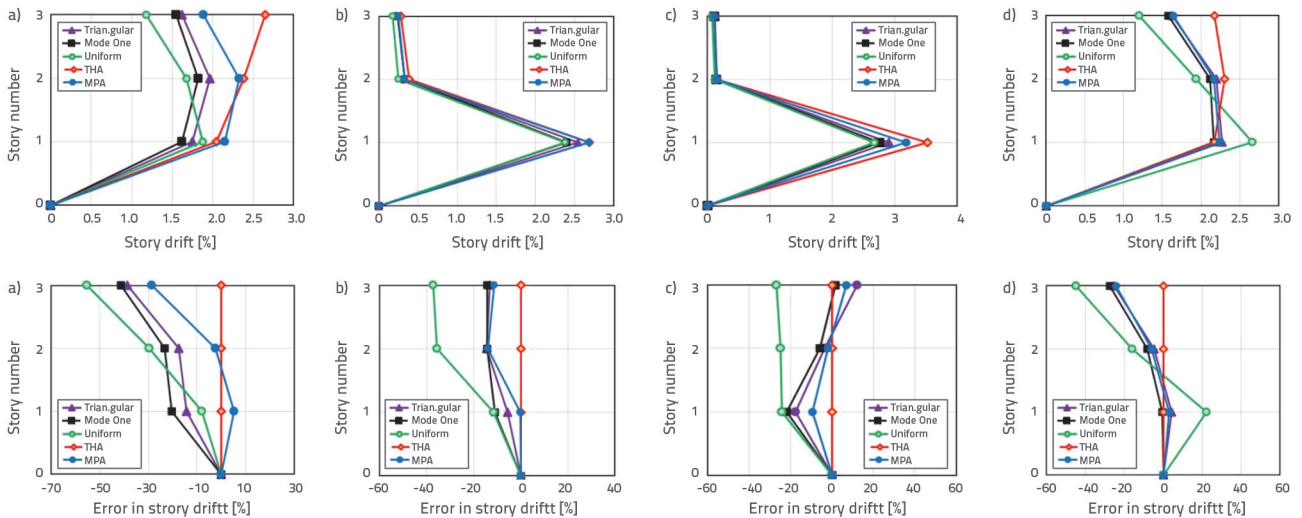 a)
3
2
1
0
Story number
Trian.gular
Mode One
Uniform
THA
MPA
0 0.5 1.0 1.5 2.0 2.5 3.0
Story drift [%]
b)
3
2
1
0
Story number
Trian.gular
Mode One
Uniform
THA
MPA
0 0.5 1.0 1.5 2.0 2.5 3.0
Story drift [%]
c)
3
2
1
0
Story number
Trian.gular
Mode One
Uniform
THA
MPA
0 1 2 3 4
Story drift [%]
d)
3
2
1
0
Story number
Trian.gular
Mode One
Uniform
THA
MPA
0 0.5 1.0 1.5 2.0 2.5 3.0
Story drift [%]
a)
3
2
1
0
Story number
Trian.gular
Mode One
Uniform
THA
MPA
-70 -50 -30 -10 10 30
Error in strory driftt [%]
b)
3
2
1
0
Story number
Trian.gular
Mode One
Uniform
THA
MPA
-60 -40 -20 0 20 40
Error in strory driftt [%]
c)
3
2
1
0
Story number
Trian.gular
Mode One
Uniform
THA
MPA
-60 -40 -20 0 20 40 60
Error in strory driftt [%]
d)
3
2
1
0
Story number
Trian.gular
Mode One
Uniform
THA
MPA
-60 -40 -20 0 20 40 60
Error in strory driftt [%]